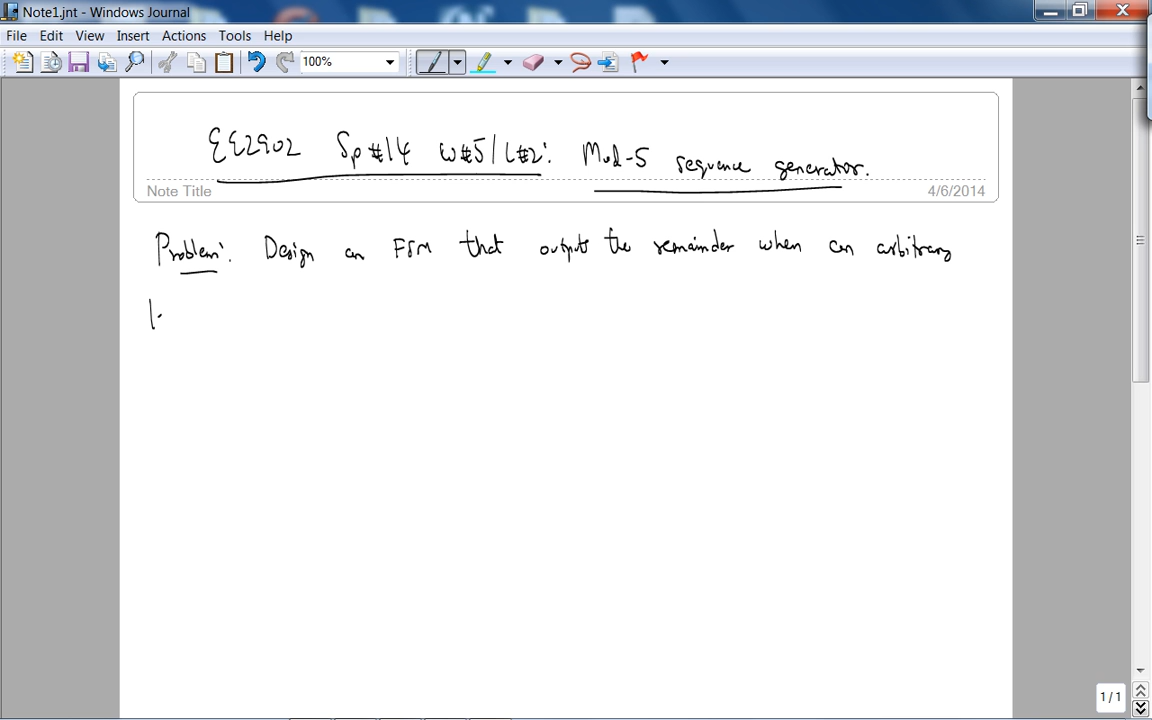 Note1.jnt - Windows Journal
File Edit View Insert Actions Tools Help
100%
EE2902 Sp#14 W#5/L#2: Mod-5 sequence generator.
Note Title 4/6/2014
Problem: Design an FSM that outputs the remainder when an arbitrary
1/1